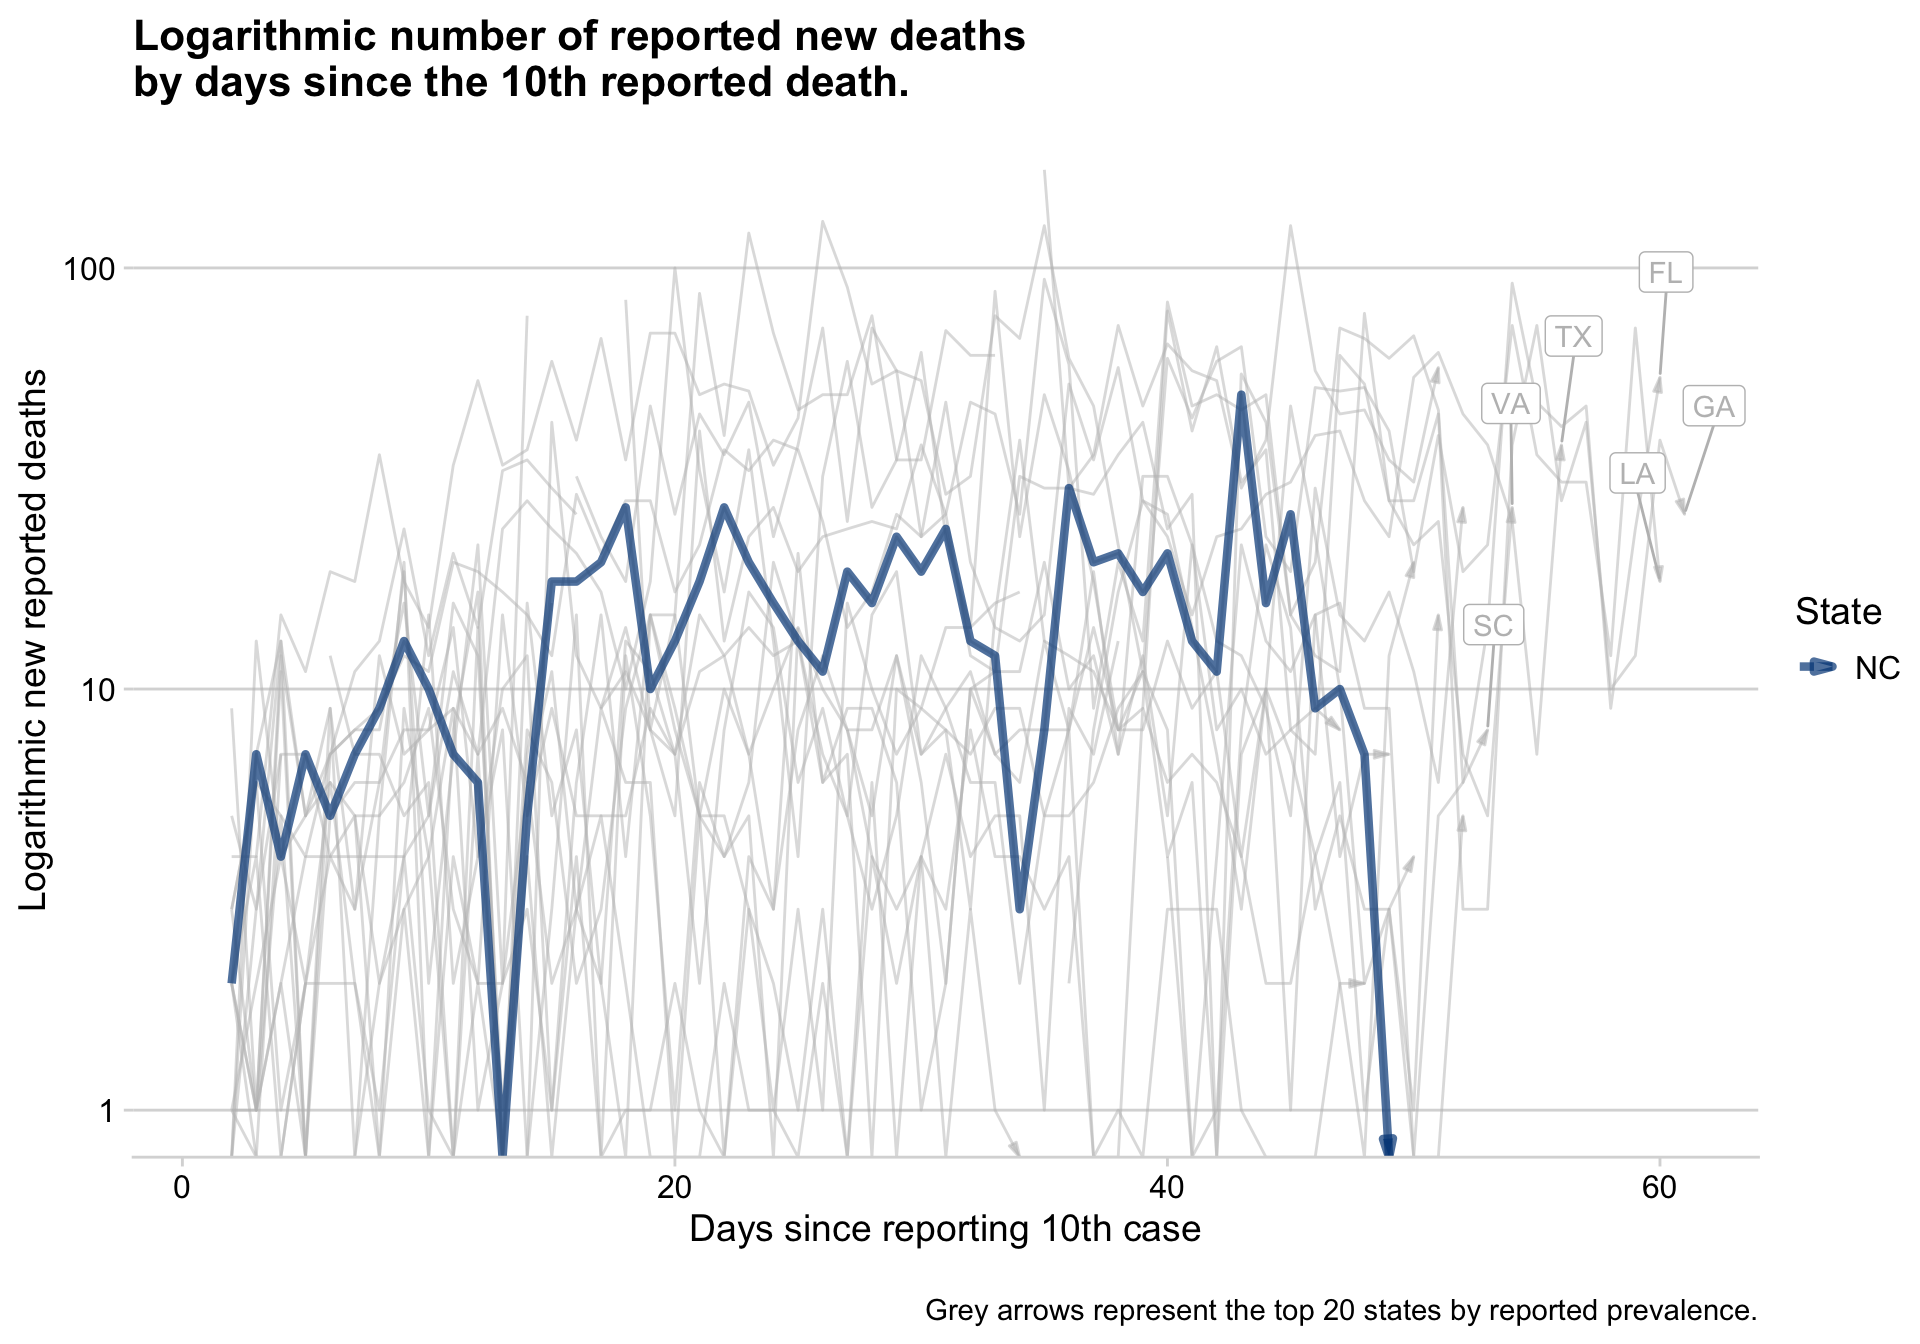 Logarithmic number of reported new deaths
by days since the 10th reported death.
Logarithmic new reported deaths
100
10
1
FL
TX
VA
GA
LA
SC
State
NC
0
20
40
60
Days since reporting 10th case
Grey arrows represent the top 20 states by reported prevalence.